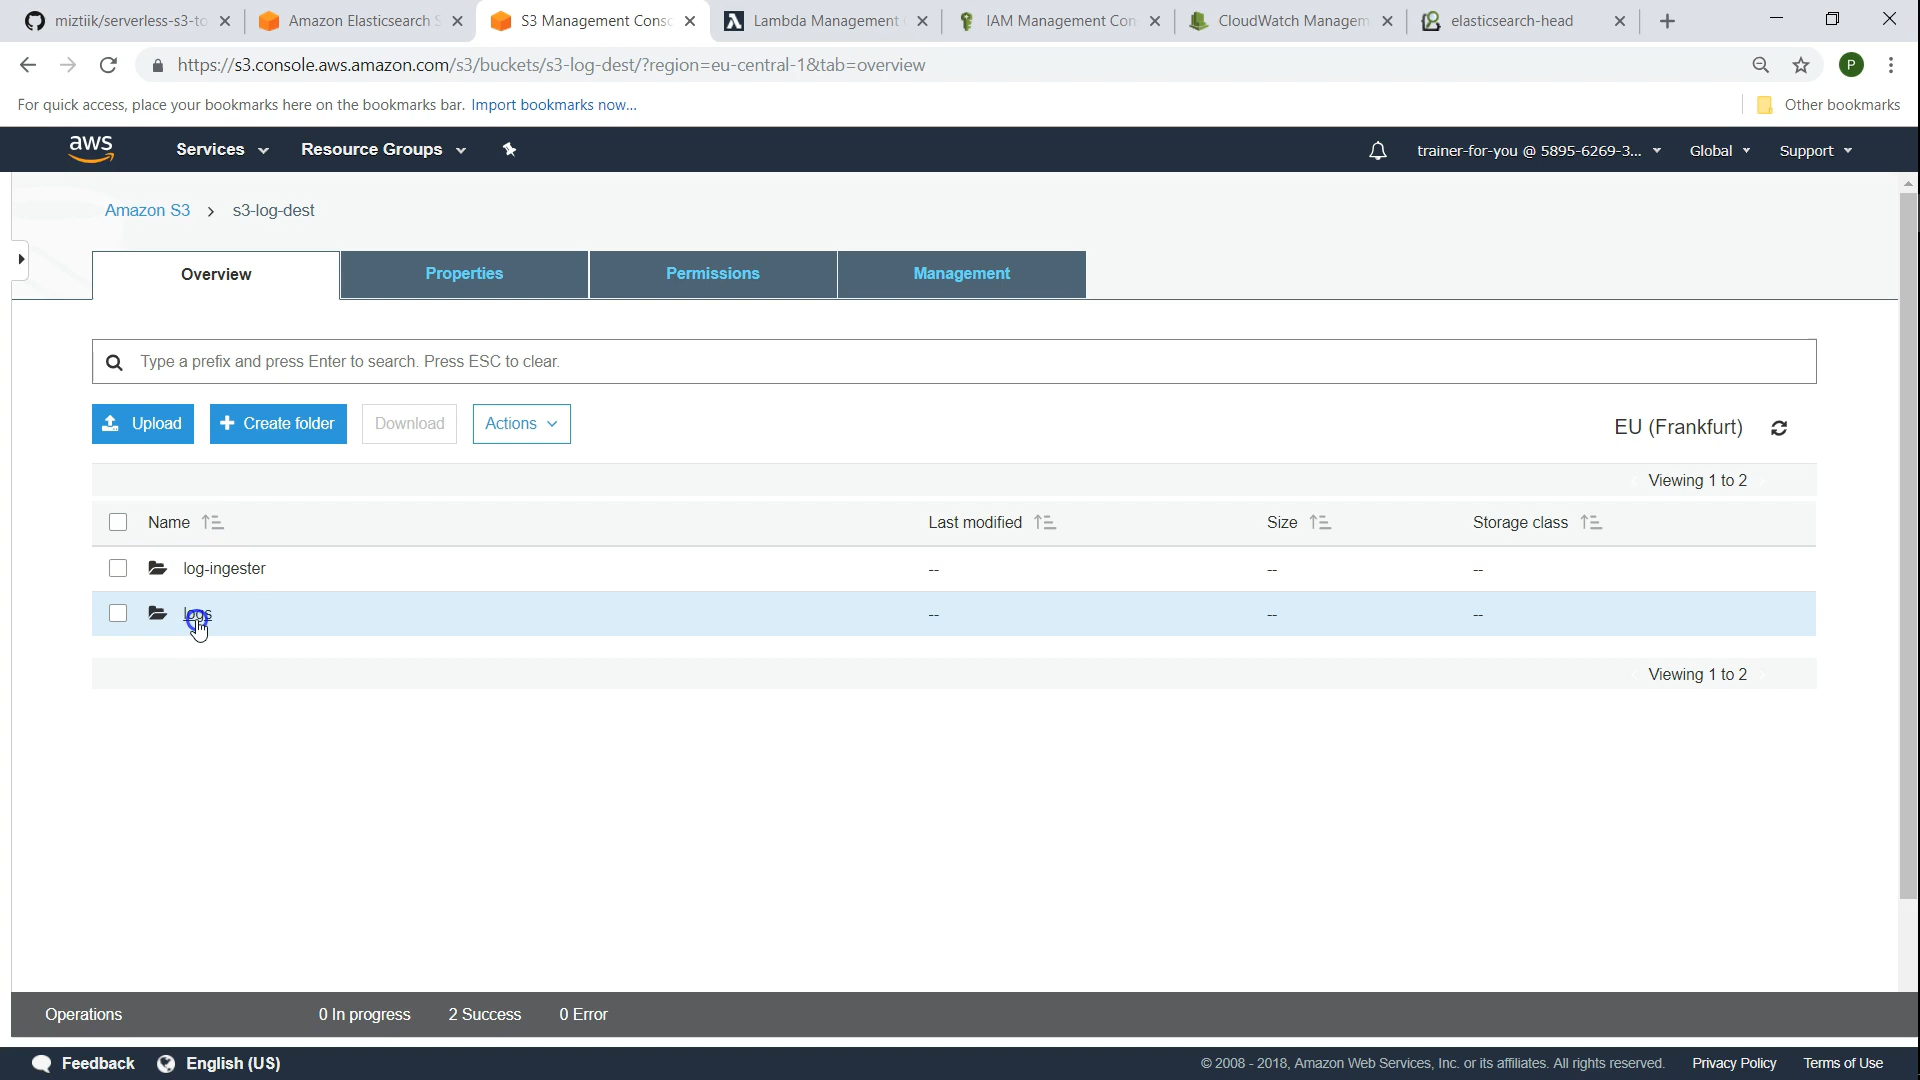 miztiik/serverless-s3-to
Amazon Elasticsearch S
S3 Management Conso
Lambda Management C
IAM Management Con
CloudWatch Managem
elasticsearch-head
https://s3.console.aws.amazon.com/s3/buckets/s3-log-dest/?region=eu-central-1&tab=overview
P
For quick access, place your bookmarks here on the bookmarks bar. Import bookmarks now...
Other bookmarks
aws
Services
Resource Groups
trainer-for-you @ 5895-6269-3...
Global
Support
Amazon S3 > s3-log-dest
Overview
Properties
Permissions
Management
Type a prefix and press Enter to search. Press ESC to clear.
Upload
+ Create folder
Download
Actions
EU (Frankfurt)
Viewing 1 to 2
Name
Last modified
Size
Storage class
log-ingester
--
--
--
logs
--
--
--
Viewing 1 to 2
Operations
0 In progress
2 Success
0 Error
Feedback
English (US)
© 2008 - 2018, Amazon Web Services, Inc. or its affiliates. All rights reserved.
Privacy Policy
Terms of Use